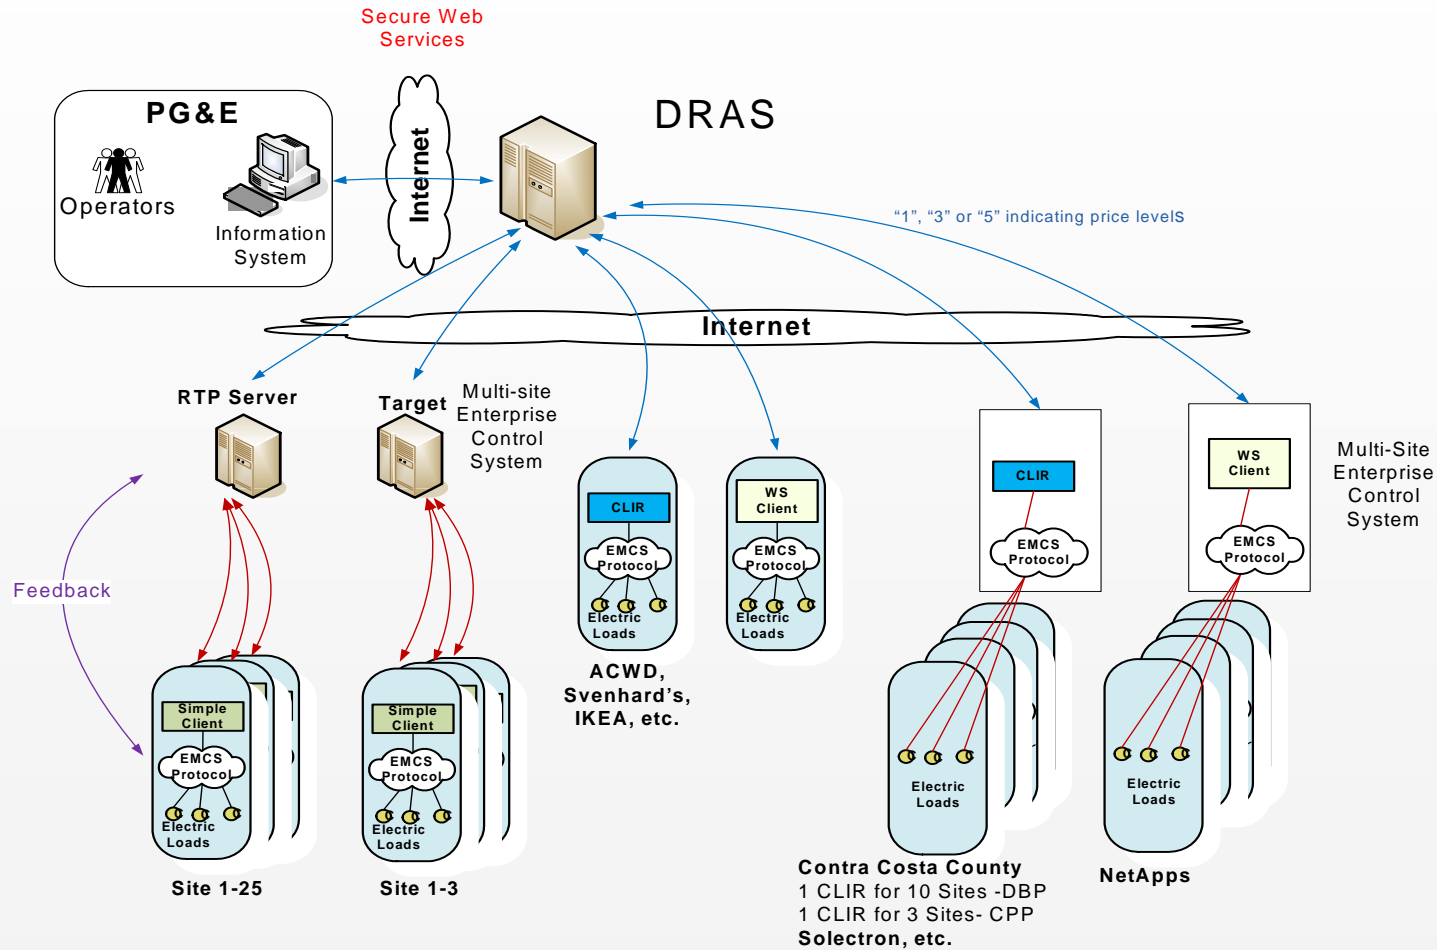 Secure Web
Services
PG&E
Operators
Information
System
Internet
DRAS
“1”, “3” or “5” indicating price levels
Internet
RTP Server
Target
Multi-site
Enterprise
Control
System
Feedback
Simple
Client
EMCS
Protocol
Electric
Loads
Site 1-25
Simple
Client
EMCS
Protocol
Electric
Loads
Site 1-3
CLIR
EMCS
Protocol
Electric
Loads
ACWD,
Svenhard’s,
IKEA, etc.
WS
Client
EMCS
Protocol
Electric
Loads
CLIR
EMCS
Protocol
Electric
Loads
Contra Costa County
1 CLIR for 10 Sites -DBP
1 CLIR for 3 Sites- CPP
Solectron, etc.
WS
Client
EMCS
Protocol
Electric
Loads
NetApps
Multi-Site
Enterprise
Control
System